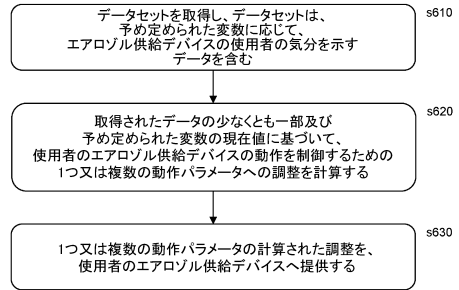 データセットを取得し、データセットは、
予め定められた変数に応じて、
エアロゾル供給デバイスの使用者の気分を示す
データを含む
s610
取得されたデータの少なくとも一部及び
予め定められた変数の現在値に基づいて、
使用者のエアロゾル供給デバイスの動作を制御するための
1つ又は複数の動作パラメータへの調整を計算する
s620
1つ又は複数の動作パラメータの計算された調整を、
使用者のエアロゾル供給デバイスへ提供する
s630